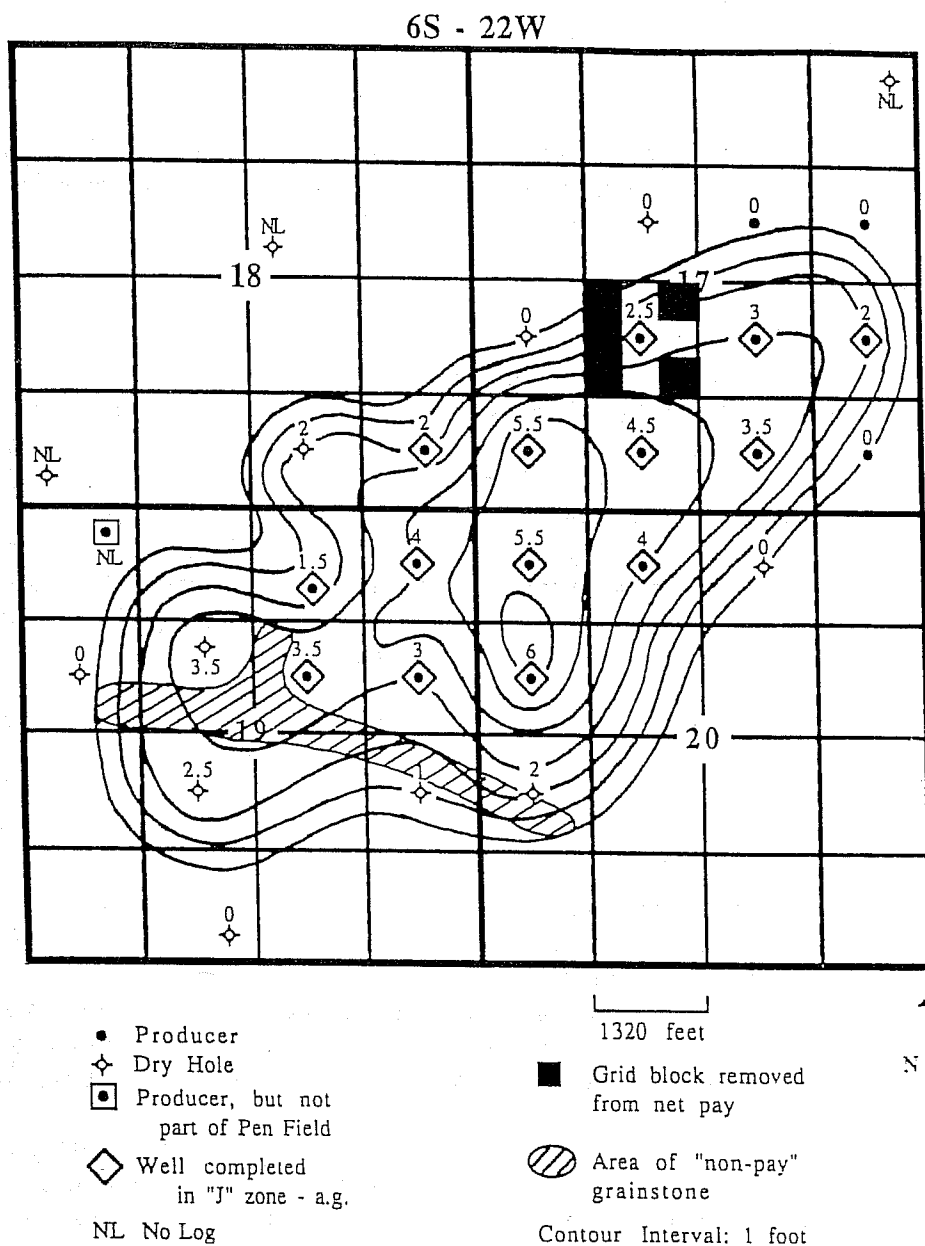 6S - 22W
NL
0 0 0
NL
18 17
0 2.5 3 2
2 2 5.5 4.5 3.5
NL
NL
1.5 4 5.5 4 0
0 3.5 3.5 3 6
19 20
2.5 1 2
0
1320 feet
Producer
Dry Hole
Producer, but not
part of Pen Field
Well completed
in "J" zone - a.g.
NL No Log
N
Grid block removed
from net pay
Area of "non-pay"
grainstone
Contour Interval: 1 foot